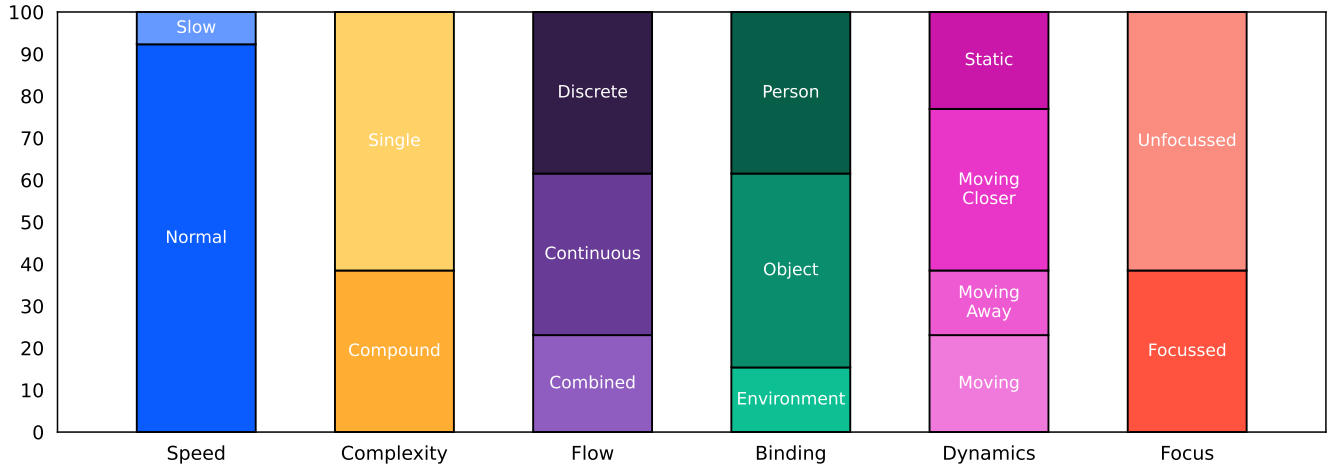 100
90
80
70
60
50
40
30
20
10
0
Slow
Normal
Single
Compound
Discrete
Continuous
Combined
Person
Object
Environment
Static
Moving
Closer
Moving
Away
Moving
Unfocussed
Focussed
Speed
Complexity
Flow
Binding
Dynamics
Focus